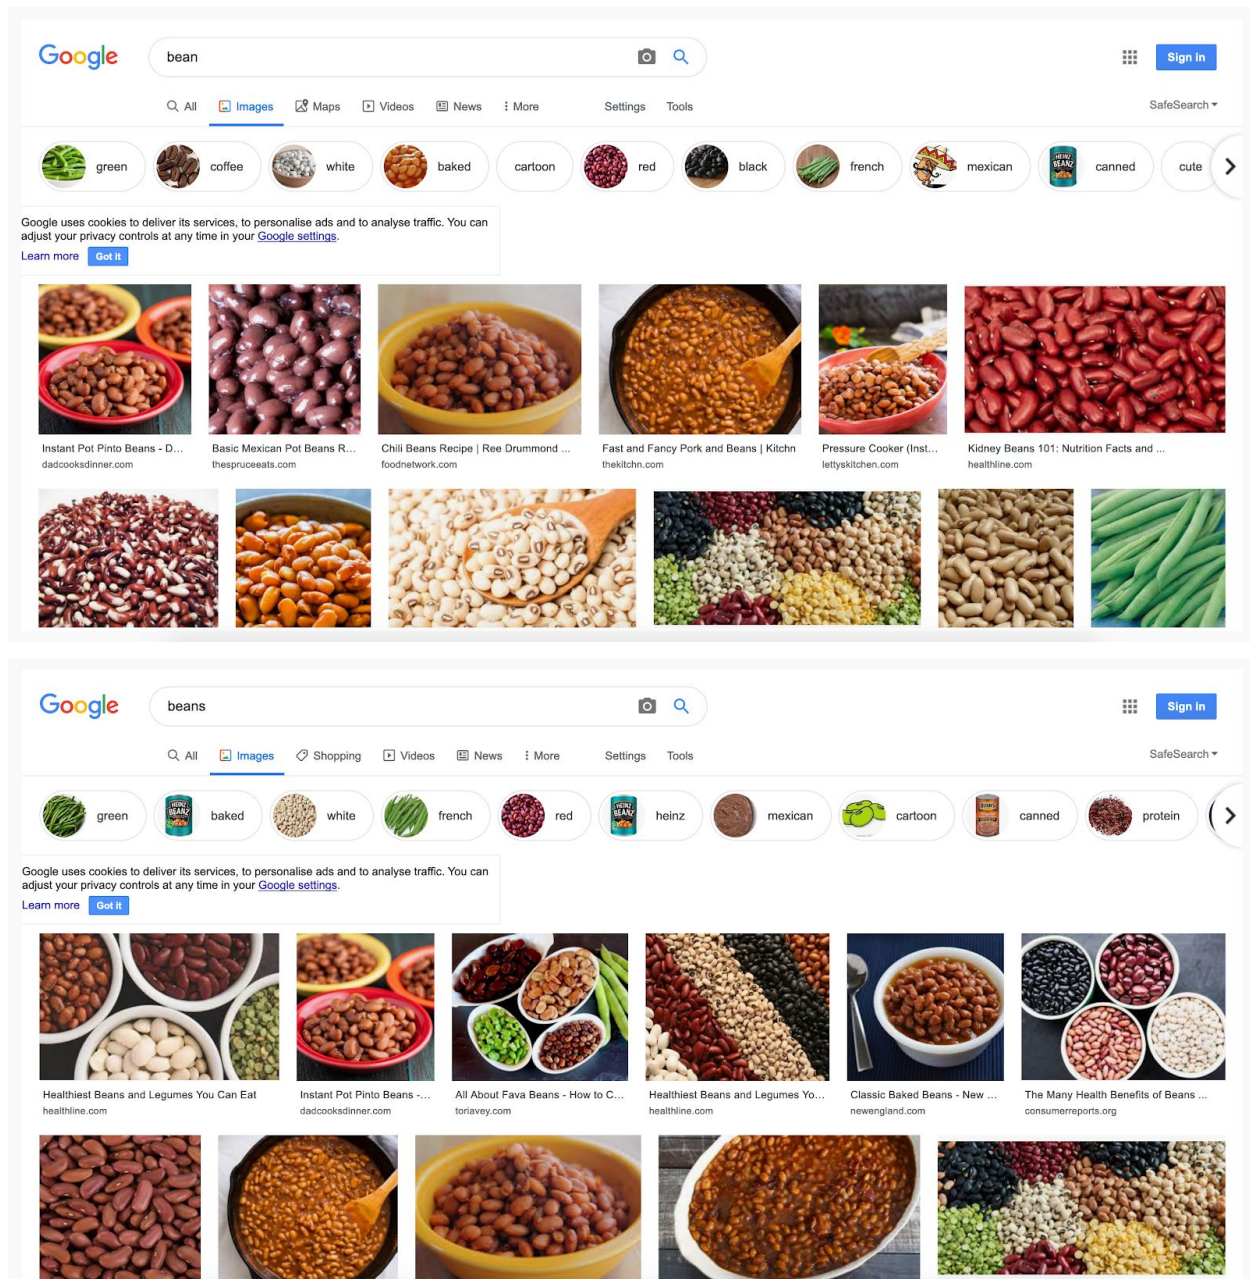 Google bean Sign in
All Images Maps Videos News More Settings Tools SafeSearch
green coffee white baked cartoon red black french mexican canned cute
Google uses cookies to deliver its services, to personalise ads and to analyse traffic. You can
adjust your privacy controls at any time in your Google settings.
Learn more Got it
Instant Pot Pinto Beans - D... Basic Mexican Pot Beans R... Chili Beans Recipe | Ree Drummond ... Fast and Fancy Pork and Beans | Kitchn Pressure Cooker (Inst... Kidney Beans 101: Nutrition Facts and ...
dadcooksdinner.com thespruceeats.com foodnetwork.com thekitchn.com lettyskitchen.com healthline.com
Google beans Sign in
All Images Shopping Videos News More Settings Tools SafeSearch
green baked white french red heinz mexican cartoon canned protein
Google uses cookies to deliver its services, to personalise ads and to analyse traffic. You can
adjust your privacy controls at any time in your Google settings.
Learn more Got it
Healthiest Beans and Legumes You Can Eat Instant Pot Pinto Beans -... All About Fava Beans - How to C... Healthiest Beans and Legumes Yo... Classic Baked Beans - New ... The Many Health Benefits of Beans ...
healthline.com dadcooksdinner.com toriavey.com healthline.com newengland.com consumerreports.org